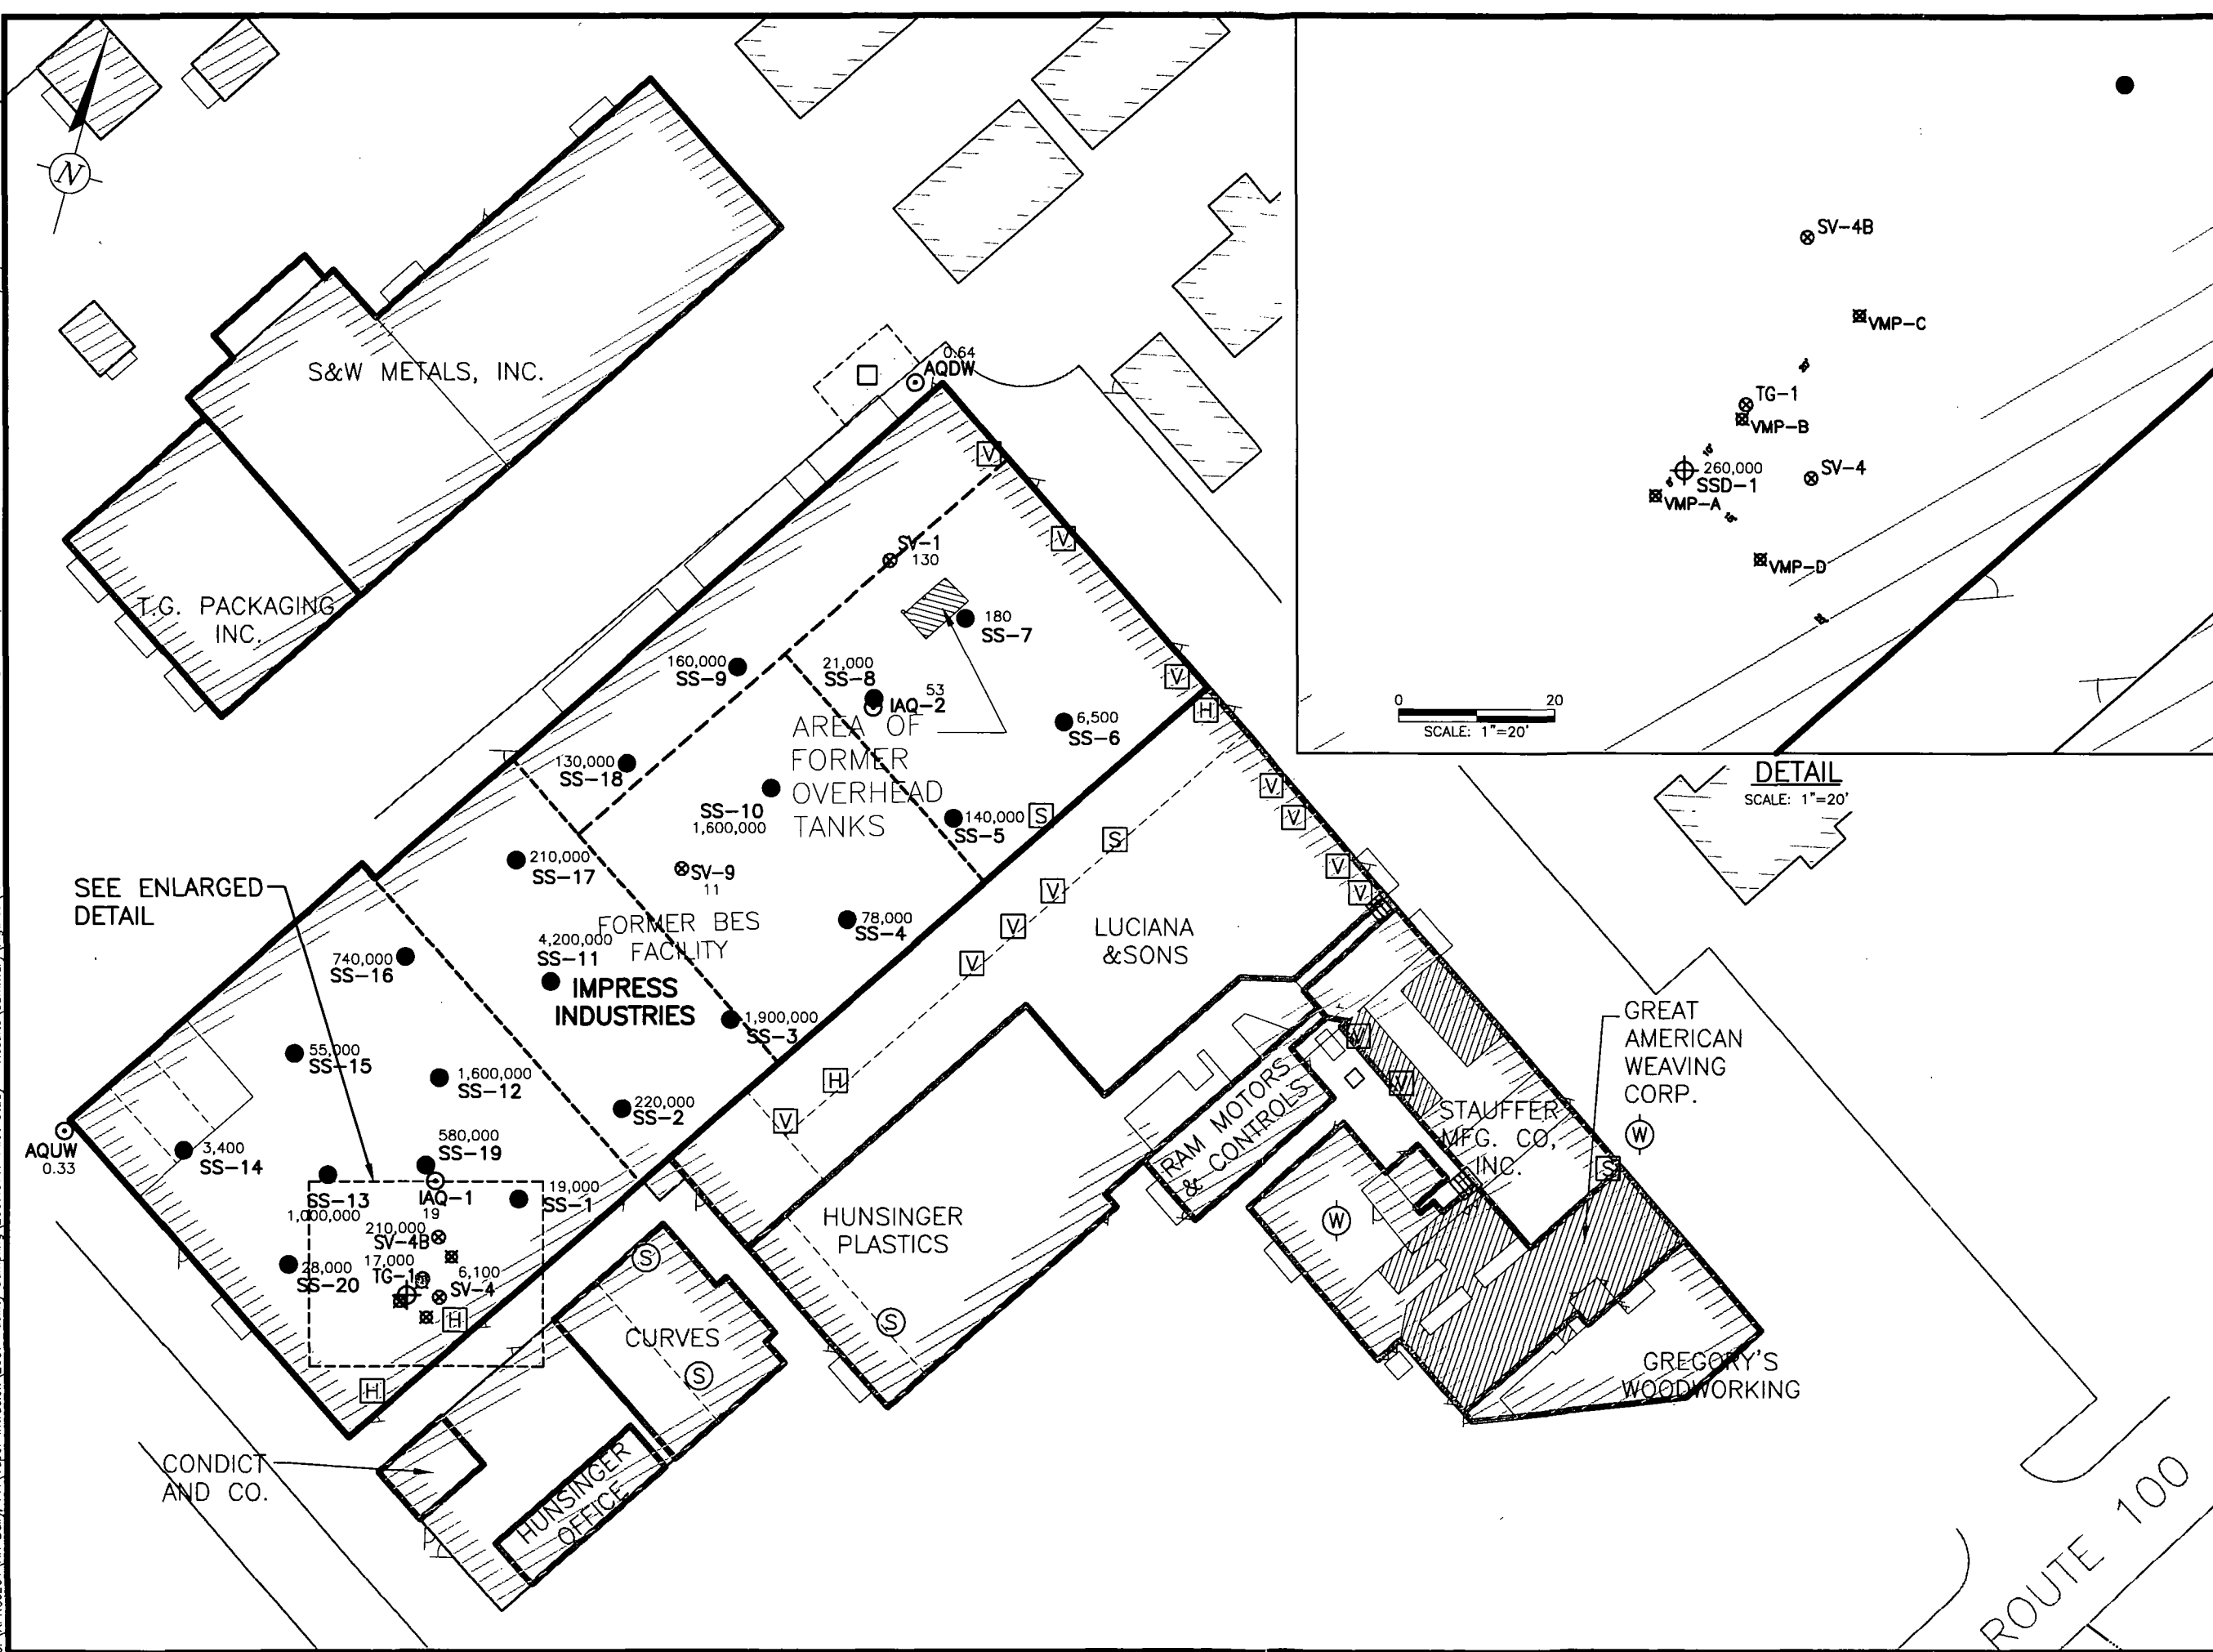 N
S&W METALS, INC.
T.G. PACKAGING
INC.
0.64
AQDW
V
V
SV-1
130
180
SS-7
160,000
SS-9
21,000
SS-8
53
IAQ-2
V
H
6,500
SS-6
AREA OF
FORMER
OVERHEAD
TANKS
130,000
SS-18
SS-10
1,600,000
140,000
SS-5
S
S
V
V
V
V
V
V
V
210,000
SS-17
SV-9
11
78,000
SS-4
FORMER BES
FACILITY
4,200,000
SS-11
IMPRESS
INDUSTRIES
1,900,000
SS-3
LUCIANA
&SONS
SEE ENLARGED
DETAIL
740,000
SS-16
55,000
SS-15
1,600,000
SS-12
220,000
SS-2
H
V
AQUW
0.33
3,400
SS-14
580,000
SS-19
SS-13
1,000,000
IAQ-1
19
19,000
SS-1
210,000
SV-4B
17,000
TG-1
6,100
SV-4
28,000
SS-20
H
H
S
CURVES
S
HUNSINGER
PLASTICS
S
CONDICT
AND CO.
HUNSINGER
OFFICE
RAM MOTORS
& CONTROLS
V
V
STAUFFER
MFG. CO,
INC.
GREAT
AMERICAN
WEAVING
CORP.
W
S
W
GREGORY'S
WOODWORKING
ROUTE 100
SV-4B
VMP-C
20'
TG-1
VMP-B
10'
260,000
SSD-1
SV-4
5'
VMP-A
15'
VMP-D
0 20
SCALE: 1"=20'
DETAIL
SCALE: 1"=20'